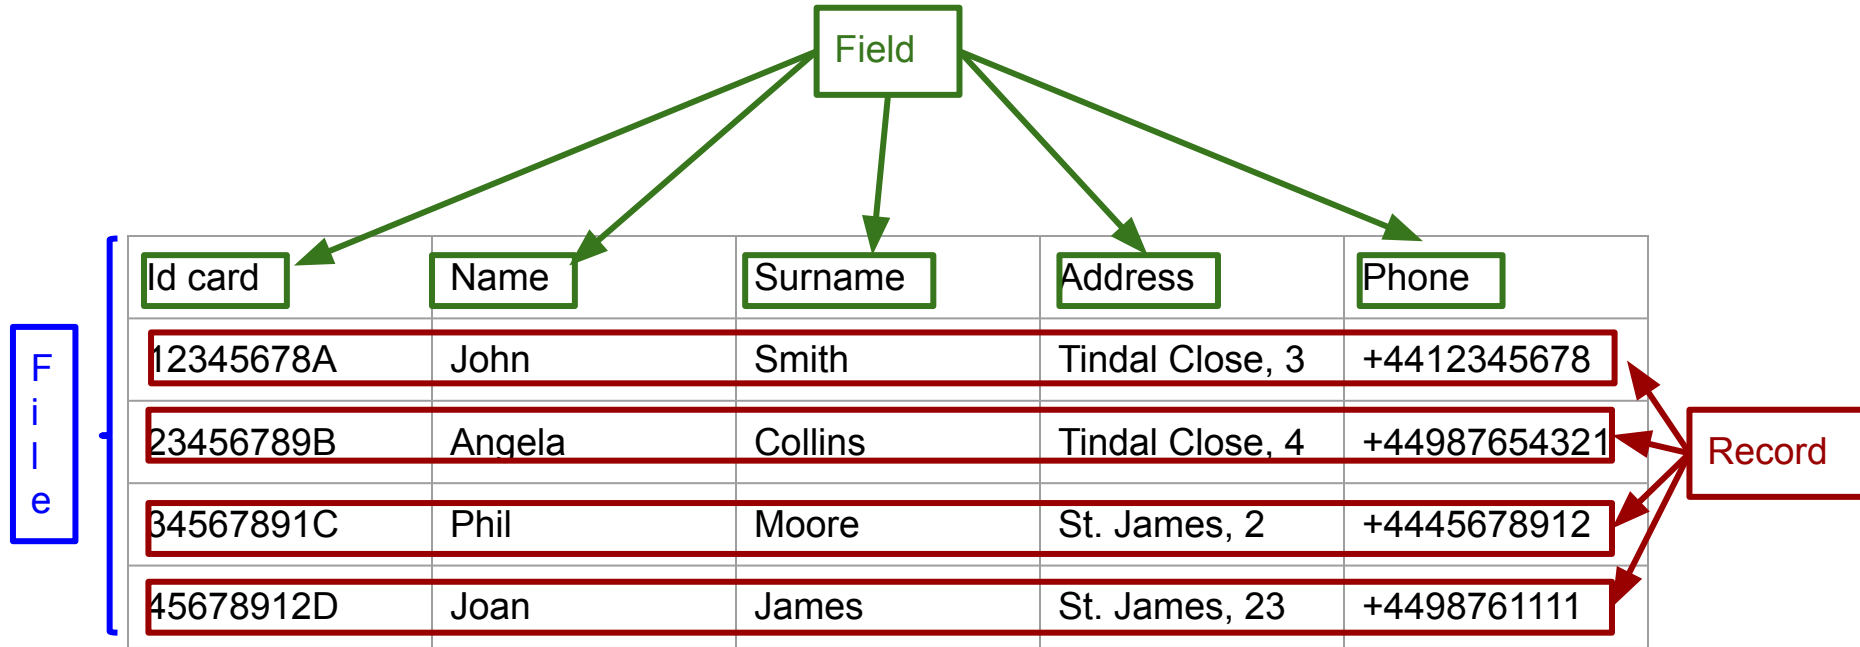 Field
Id card Name Surname Address Phone
12345678A John Smith Tindal Close, 3 +4412345678
23456789B Angela Collins Tindal Close, 4 +44987654321
34567891C Phil Moore St. James, 2 +4445678912
45678912D Joan James St. James, 23 +4498761111
File
Record